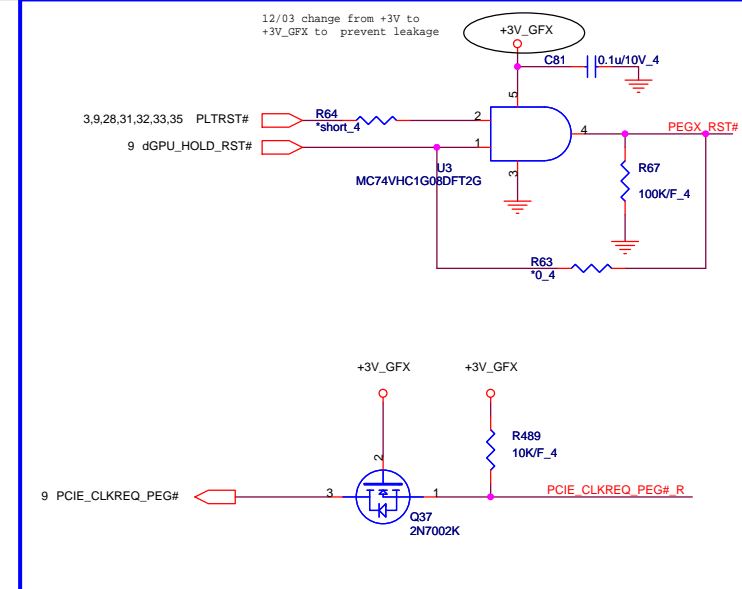 12/03 change from +3V to
+3V_GFX to  prevent leakage
+3V_GFX
C81
0.1u/10V_4
5
3,9,28,31,32,33,35 PLTRST#
R64
*short_4
2
4
PEGX_RST#
9 dGPU_HOLD_RST#
1
U3
MC74VHC1G08DFT2G
3
R67
100K/F_4
R63
*0_4
+3V_GFX
+3V_GFX
R489
10K/F_4
2
9 PCIE_CLKREQ_PEG#
3
1
PCIE_CLKREQ_PEG#_R
Q37
2N7002K